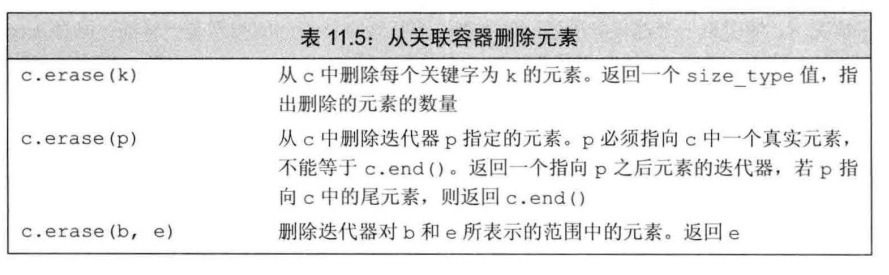 表 11.5：从关联容器删除元素
c.erase(k) 从 c 中删除每个关键字为 k 的元素。返回一个 size_type 值，指
出删除的元素的数量
c.erase(p) 从 c 中删除迭代器 p 指定的元素。p 必须指向 c 中一个真实元素，
不能等于 c.end()。返回一个指向 p 之后元素的迭代器，若 p 指
向 c 中的尾元素，则返回 c.end()
c.erase(b, e) 删除迭代器对 b 和 e 所表示的范围中的元素。返回 e